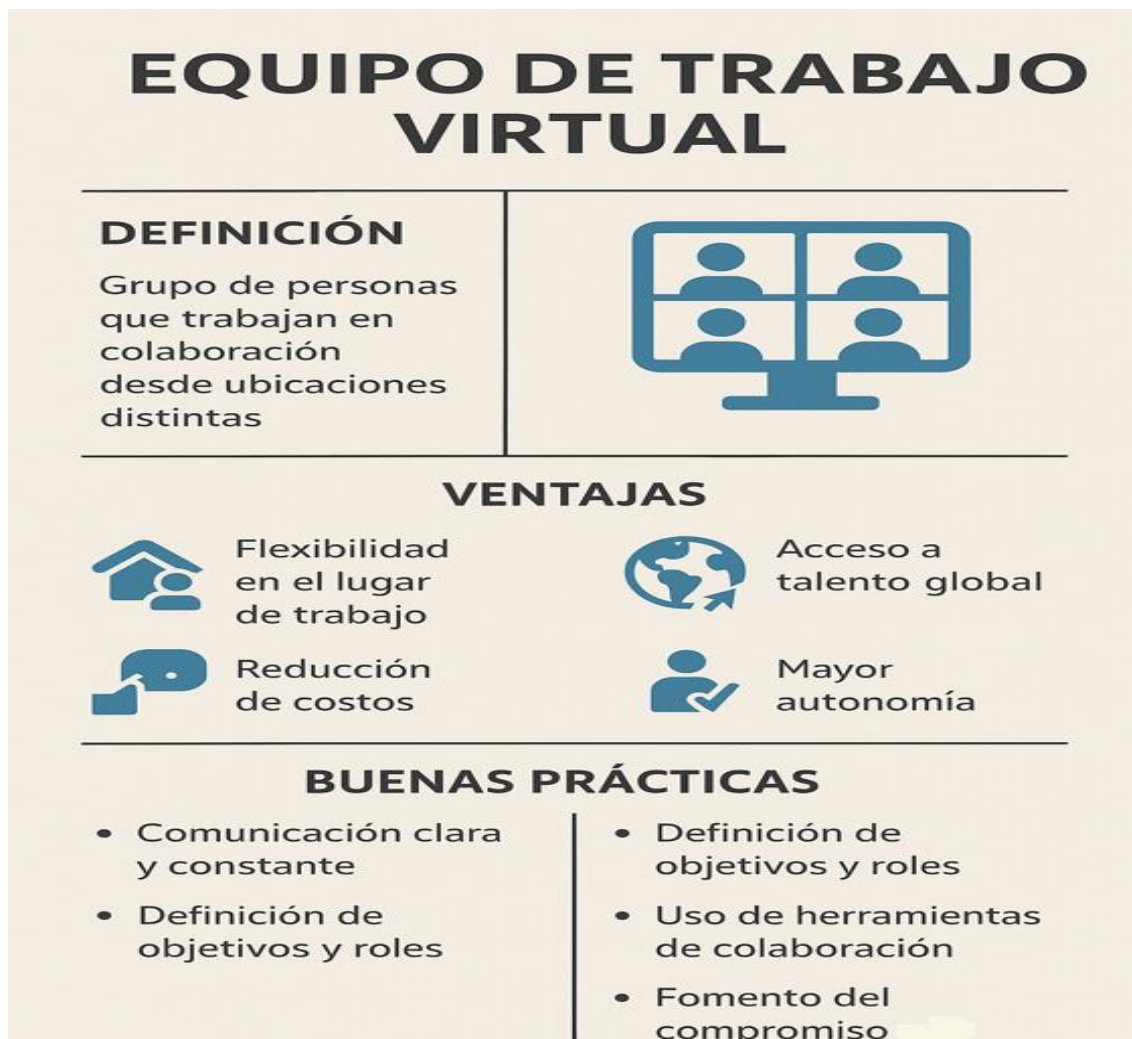 EQUIPO DE TRABAJO
VIRTUAL
DEFINICIÓN
Grupo de personas
que trabajan en
colaboración
desde ubicaciones
distintas
VENTAJAS
Flexibilidad
en el lugar
de trabajo
Acceso a
talento global
Reducción
de costos
Mayor
autonomía
BUENAS PRÁCTICAS
• Comunicación clara
y constante
• Definición de
objetivos y roles
• Definición de
objetivos y roles
• Uso de herramientas
de colaboración
• Fomento del
compromiso